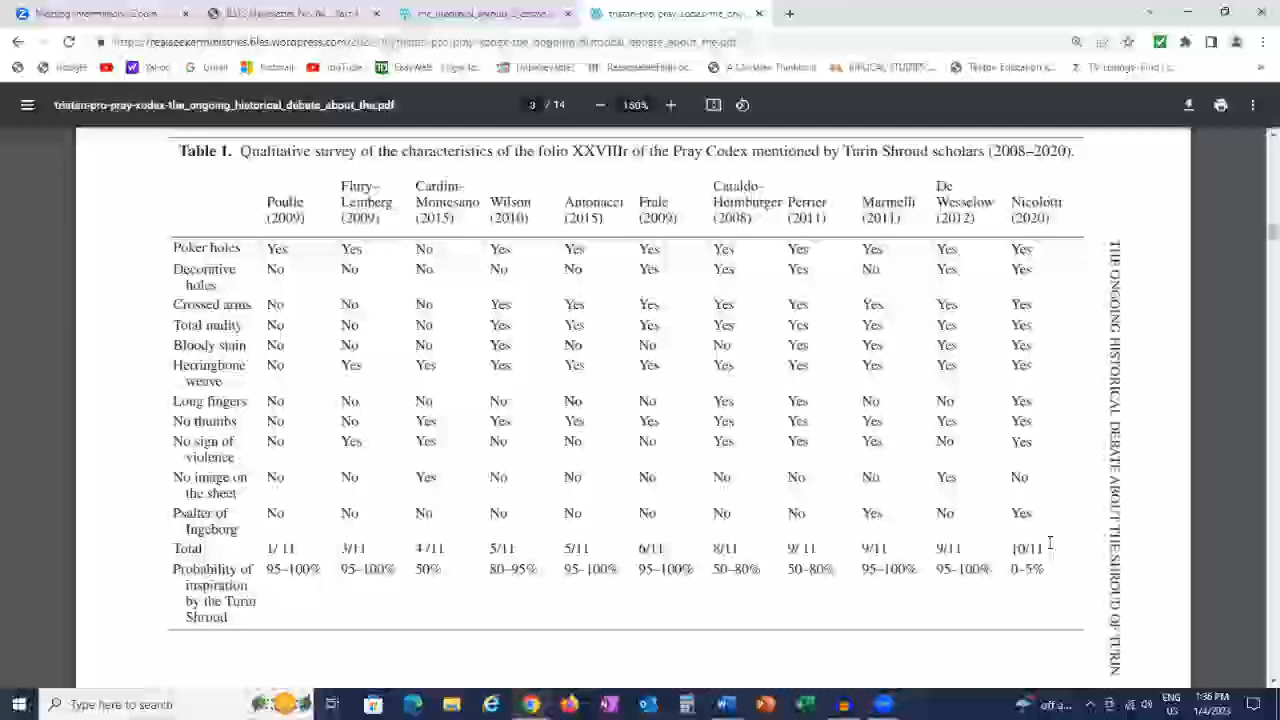 tristan-pro-pray-codex-the_ongoing_historical_debate_about_the.pdf
3 / 14
150%
Table 1. Qualitative survey of the characteristics of the folio XXVIIIr of the Pray Codex mentioned by Turin Shroud scholars (2008–2020).
Poulle (2009) Flury–Lemberg (2009) Cardini–Montesano (2015) Wilson (2010) Antonacci (2015) Frale (2009) Cataldo–Heimburger (2008) Perrier (2011) Marinelli (2011) De Wesselow (2012) Nicolotti (2020)
Poker holes Yes Yes No Yes Yes Yes Yes Yes Yes Yes Yes
Decorative holes No No No No No Yes Yes Yes No Yes Yes
Crossed arms No No No Yes Yes Yes Yes Yes Yes Yes Yes
Total nudity No No No Yes Yes Yes Yes Yes Yes Yes Yes
Bloody stain No No No Yes No No No Yes Yes Yes Yes
Herringbone weave No Yes Yes Yes Yes Yes Yes Yes Yes Yes Yes
Long fingers No No No No No No Yes Yes No No Yes
No thumbs No No Yes Yes Yes Yes Yes Yes Yes Yes Yes
No sign of violence No Yes Yes No No No Yes Yes Yes No Yes
No image on the sheet No No Yes No No No No No No Yes No
Psalter of Ingeborg No No No No No No No No Yes No Yes
Total 1/11 3/11 4/11 5/11 5/11 6/11 8/11 9/11 9/11 9/11 10/11
Probability of inspiration by the Turin Shroud 95–100% 95–100% 50% 80–95% 95–100% 95–100% 50–80% 50–80% 95–100% 95–100% 0–5%
THE ONGOING HISTORICAL DEBATE ABOUT THE SHROUD OF TURIN
Type here to search
ENG
US
1:36 PM
1/4/2023